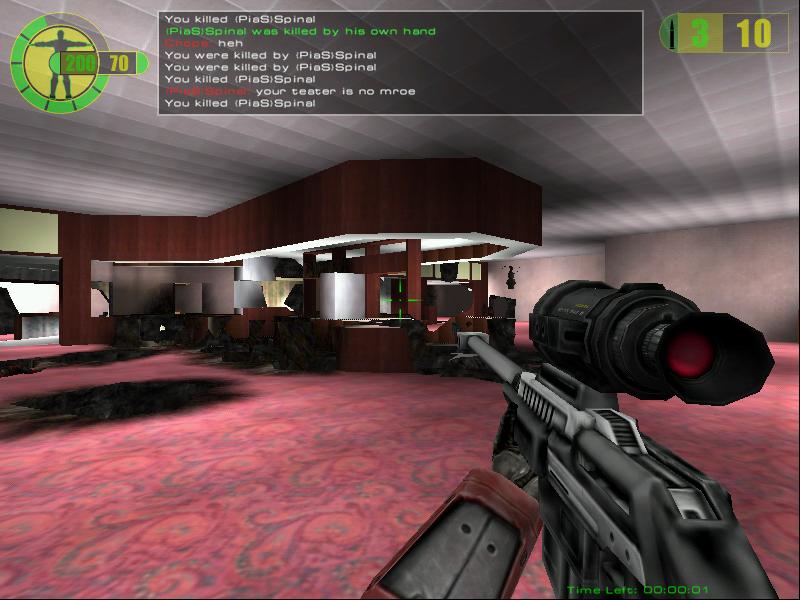 You killed (PiaS)Spinal
(PiaS)Spinal was killed by his own hand
Crops: heh
You were killed by (PiaS)Spinal
You were killed by (PiaS)Spinal
You killed (PiaS)Spinal
(PiaS)Spinal: your teater is no mroe
You killed (PiaS)Spinal
200 70
3 10
Time Left: 00:00:01